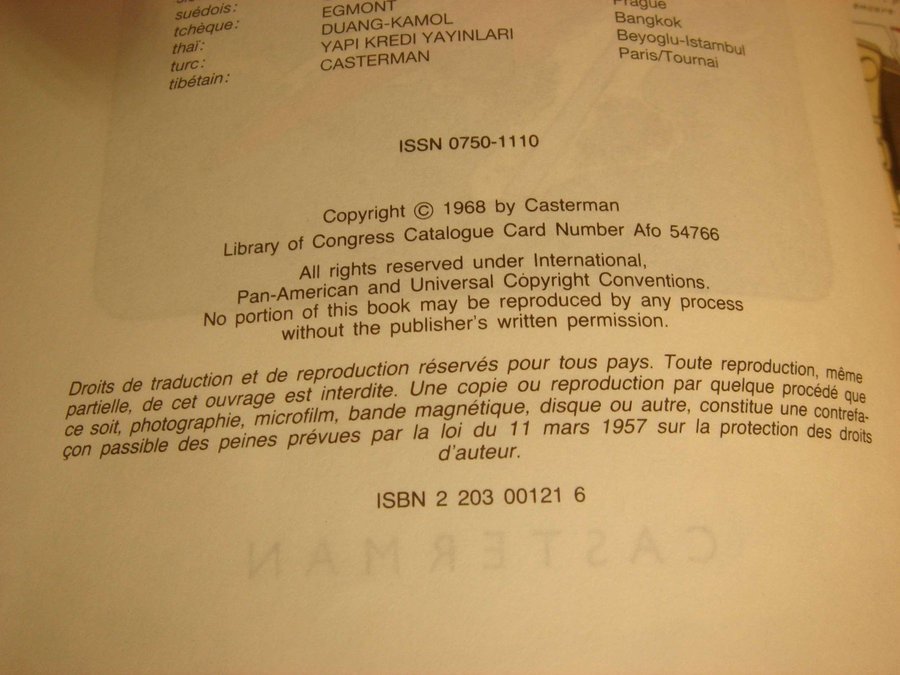 suédois:
tchèque: EGMONT Prague
thaï: DUANG-KAMOL Bangkok
turc: YAPI KREDI YAYINLARI Beyoglu-Istambul
tibétain: CASTERMAN Paris/Tournai
ISSN 0750-1110
Copyright © 1968 by Casterman
Library of Congress Catalogue Card Number Afo 54766
All rights reserved under International,
Pan-American and Universal Copyright Conventions.
No portion of this book may be reproduced by any process
without the publisher's written permission.
Droits de traduction et de reproduction réservés pour tous pays. Toute reproduction, même
partielle, de cet ouvrage est interdite. Une copie ou reproduction par quelque procédé que
ce soit, photographie, microfilm, bande magnétique, disque ou autre, constitue une contrefa-
çon passible des peines prévues par la loi du 11 mars 1957 sur la protection des droits
d'auteur.
ISBN 2 203 00121 6
CASTERMAN